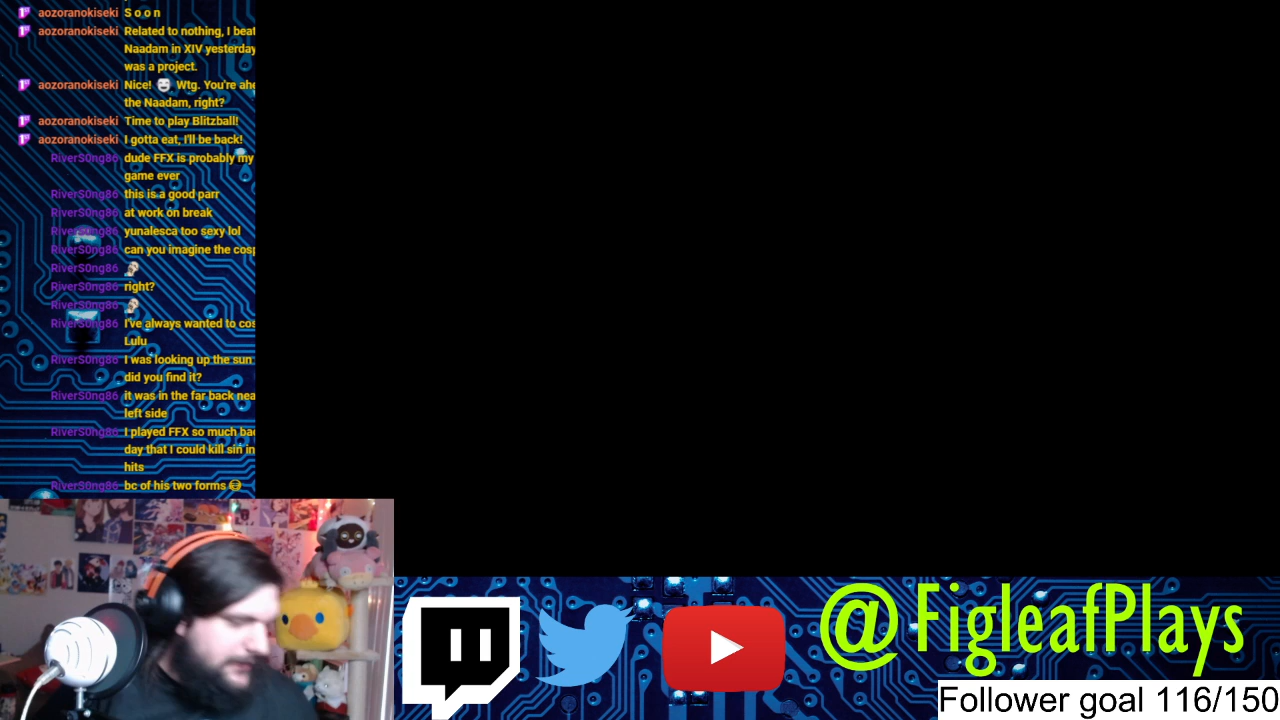 aozoranokiseki S o o n
aozoranokiseki Related to nothing, I beat
Naadam in XIV yesterday
was a project.
aozoranokiseki Nice! Wtg. You're ahe
the Naadam, right?
aozoranokiseki Time to play Blitzball!
aozoranokiseki I gotta eat, I'll be back!
RiverS0ng86 dude FFX is probably my
game ever
RiverS0ng86 this is a good parr
RiverS0ng86 at work on break
RiverS0ng86 yunalesca too sexy lol
RiverS0ng86 can you imagine the cosp
RiverS0ng86
RiverS0ng86 right?
RiverS0ng86
RiverS0ng86 I've always wanted to cos
Lulu
RiverS0ng86 I was looking up the sun
did you find it?
RiverS0ng86 it was in the far back nea
left side
RiverS0ng86 I played FFX so much bac
day that I could kill sin in
hits
RiverS0ng86 bc of his two forms
@FigleafPlays
Follower goal 116/150